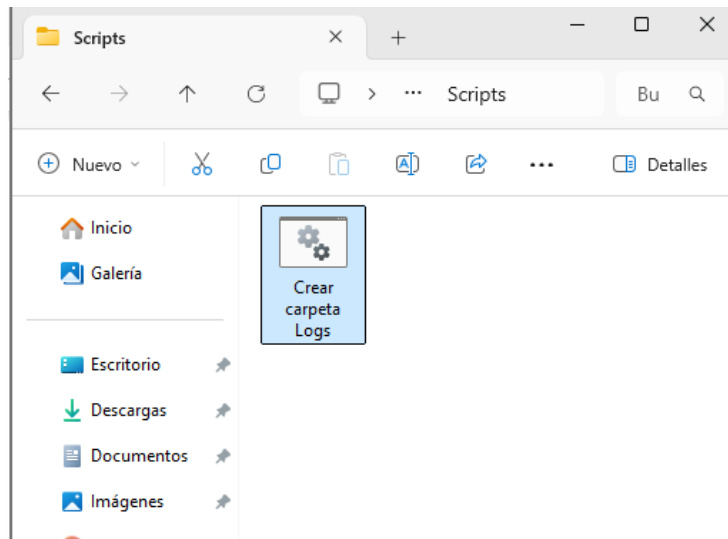 Scripts
Scripts
Bu
Nuevo
Detalles
Inicio
Galería
Crear
carpeta
Logs
Escritorio
Descargas
Documentos
Imágenes